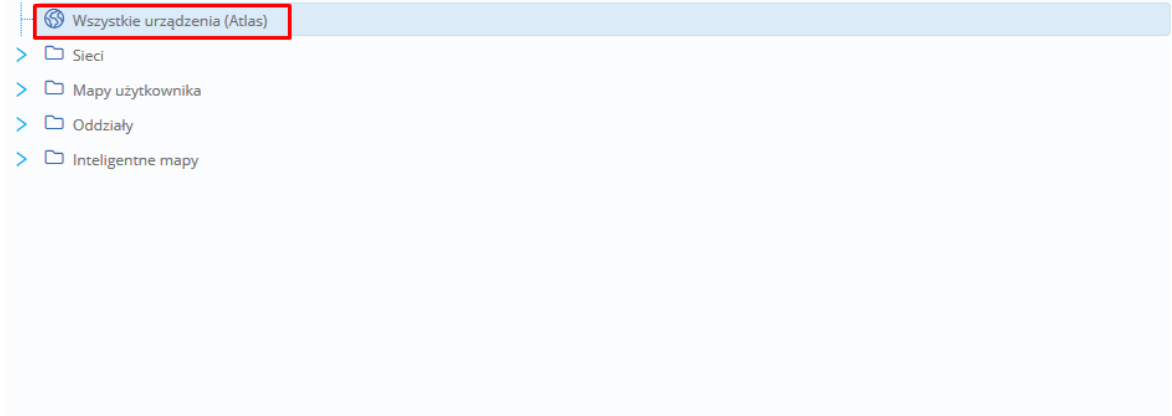 Wszystkie urządzenia (Atlas)
Sieci
Mapy użytkownika
Oddziały
Inteligentne mapy